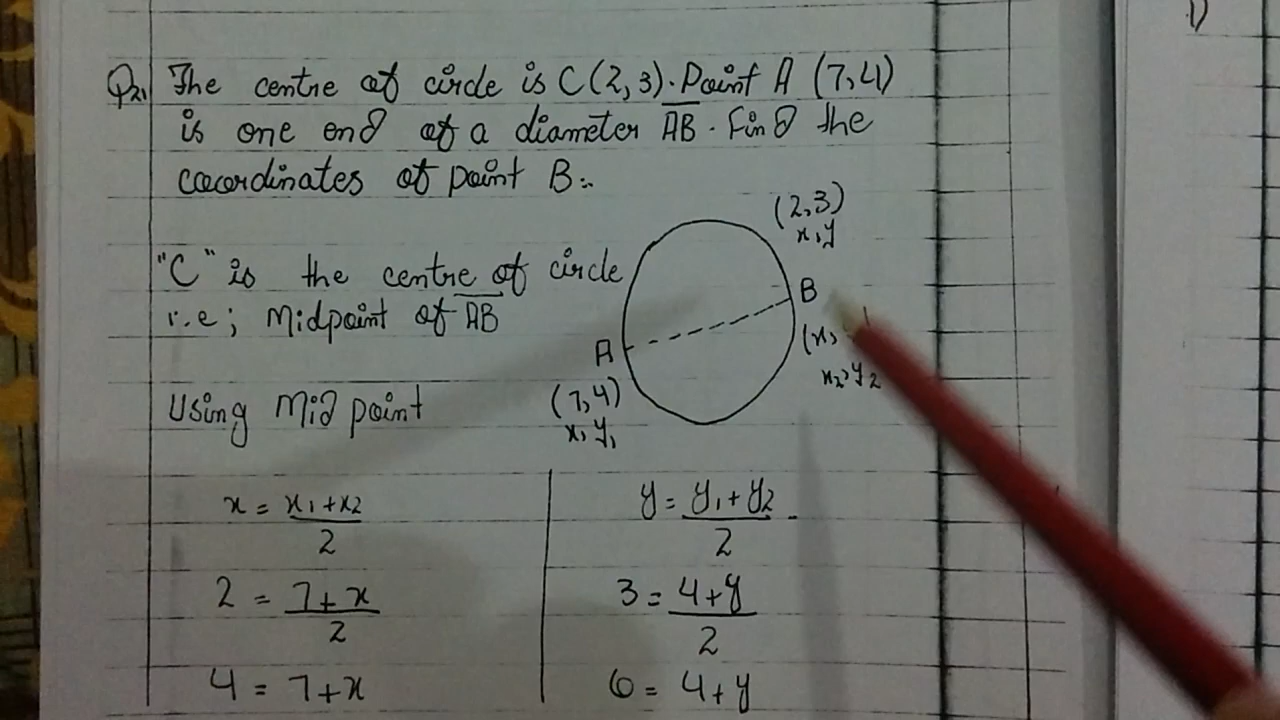 Q2. The centre of circle is C(2,3). Point A (7,4)
is one end of a diameter AB. Find the
coordinates of point B:-
(2,3)
x,y
"C" is the centre of circle
i.e; Midpoint of AB
B
A
(x,
x2,y2
(7,4)
x, y1
Using Mid point
x = x1+x2
2
y = y1+y2
2
2 = 7+x
2
3 = 4+y
2
4 = 7+x
6 = 4+y
1)